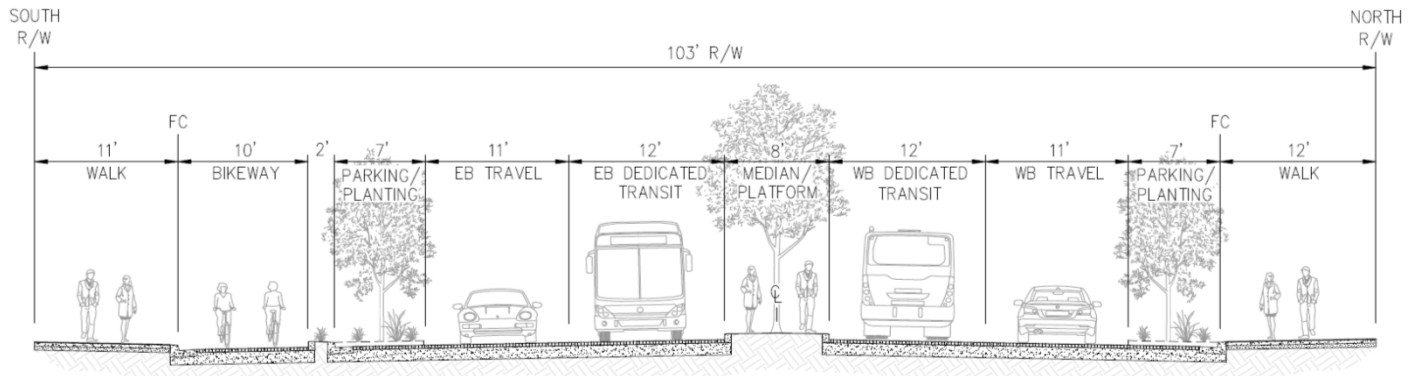 SOUTH
R/W
NORTH
R/W
103' R/W
FC
FC
11'
WALK
10'
BIKEWAY
2'
7'
PARKING/
PLANTING
11'
EB TRAVEL
12'
EB DEDICATED
TRANSIT
8'
MEDIAN/
PLATFORM
12'
WB DEDICATED
TRANSIT
11'
WB TRAVEL
7'
PARKING/
PLANTING
12'
WALK
℄